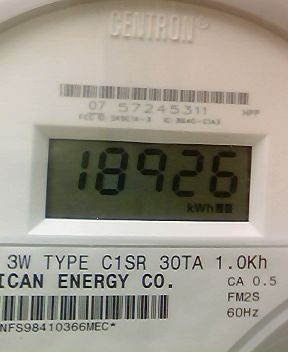 CENTRON®
07 57245311 HPP
18926
kWh
3W TYPE C1SR 30TA 1.0Kh
ICAN ENERGY CO.
CA 0.5
FM2S
60Hz
NFS98410366MEC*